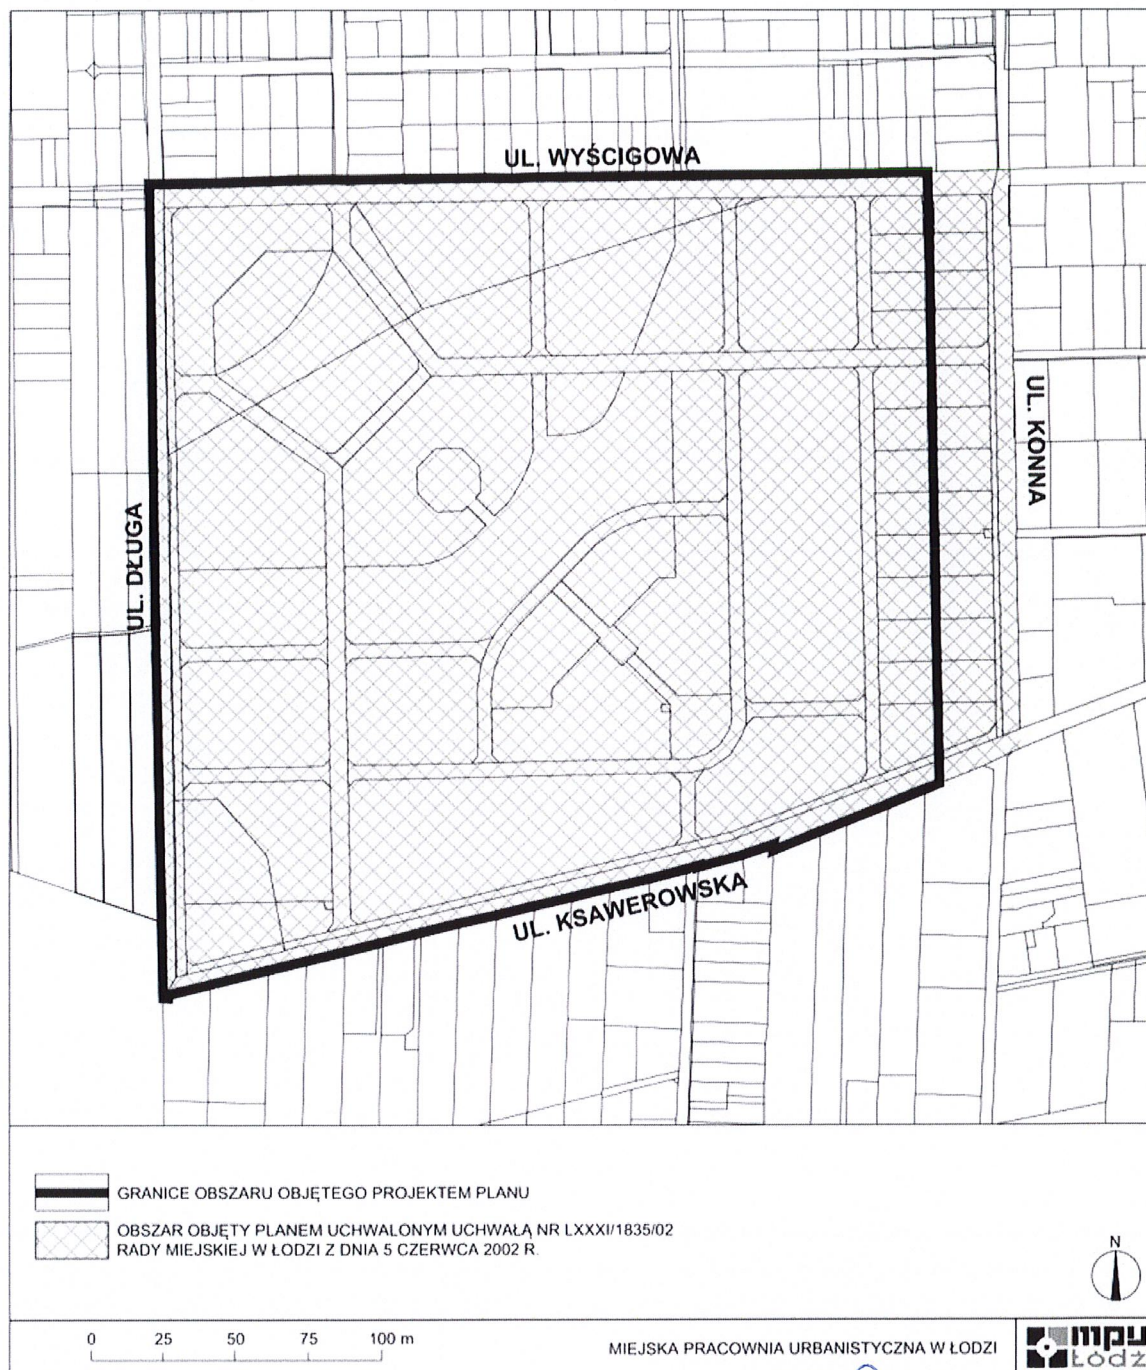 UL. WYŚCIGOWA
UL. KONNA
UL. DŁUGA
UL. KSAWEROWSKA
GRANICE OBSZARU OBJĘTEGO PROJEKTEM PLANU
OBSZAR OBJĘTY PLANEM UCHWALONYM UCHWAŁĄ NR LXXXI/1835/02
RADY MIEJSKIEJ W ŁODZI Z DNIA 5 CZERWCA 2002 R.
N
0 25 50 75 100 m
MIEJSKA PRACOWNIA URBANISTYCZNA W ŁODZI
mpu
Łódź